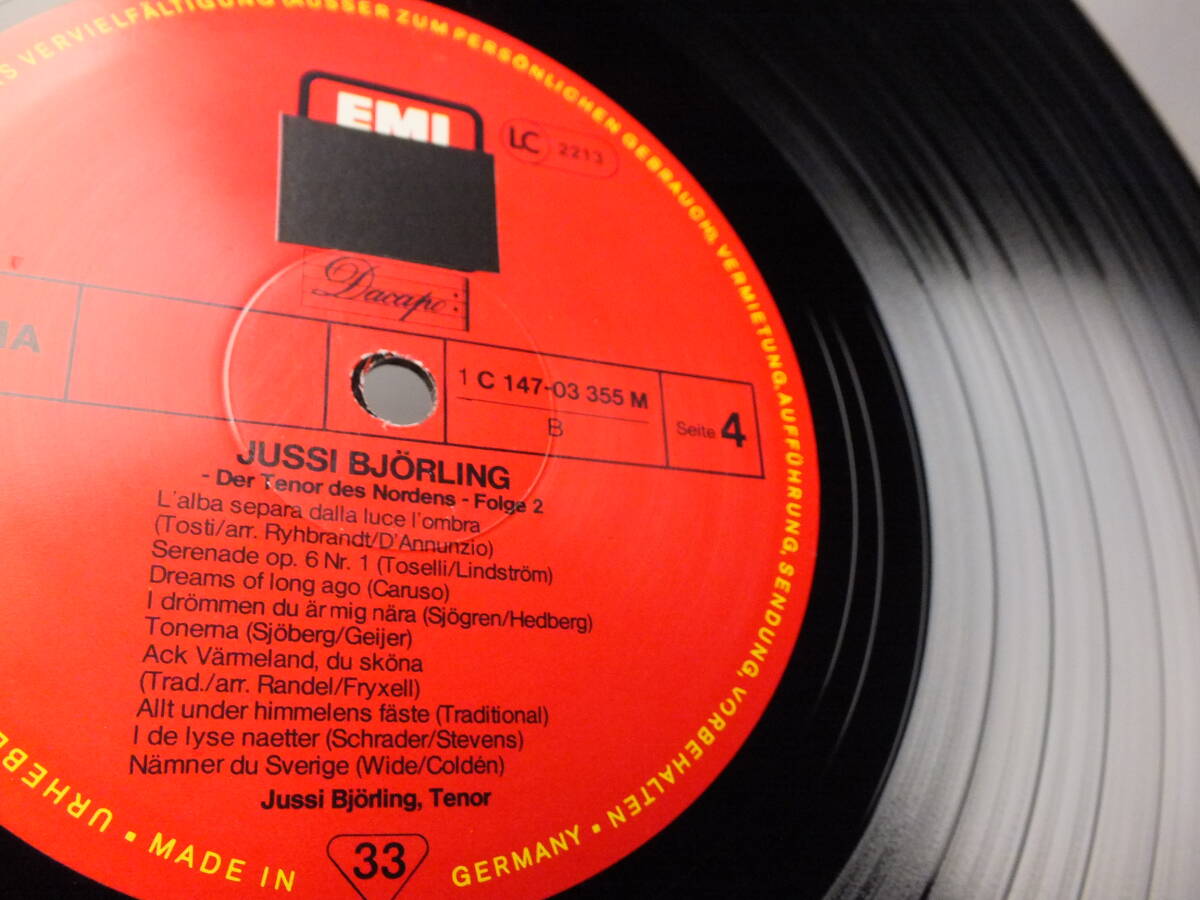 VERVIELFÄLTIGUNG (AUSSER ZUM PERSÖNLICHEN GEBRAUCH), VERMIETUNG, AUFFÜHRUNG, SENDUNG, VORBEHALTEN
EMI
LC 2213
Dacapo:
1 C 147-03 355 M
B
Seite 4
JUSSI BJÖRLING
- Der Tenor des Nordens - Folge 2
L'alba separa dalla luce l'ombra
(Tosti/arr. Ryhbrandt/D'Annunzio)
Serenade op. 6 Nr. 1 (Toselli/Lindström)
Dreams of long ago (Caruso)
I drömmen du är mig nära (Sjögren/Hedberg)
Tonerna (Sjöberg/Geijer)
Ack Värmeland, du sköna
(Trad./arr. Randel/Fryxell)
Allt under himmelens fäste (Traditional)
I de lyse naetter (Schrader/Stevens)
Nämner du Sverige (Wide/Coldén)
Jussi Björling, Tenor
33
MADE IN GERMANY